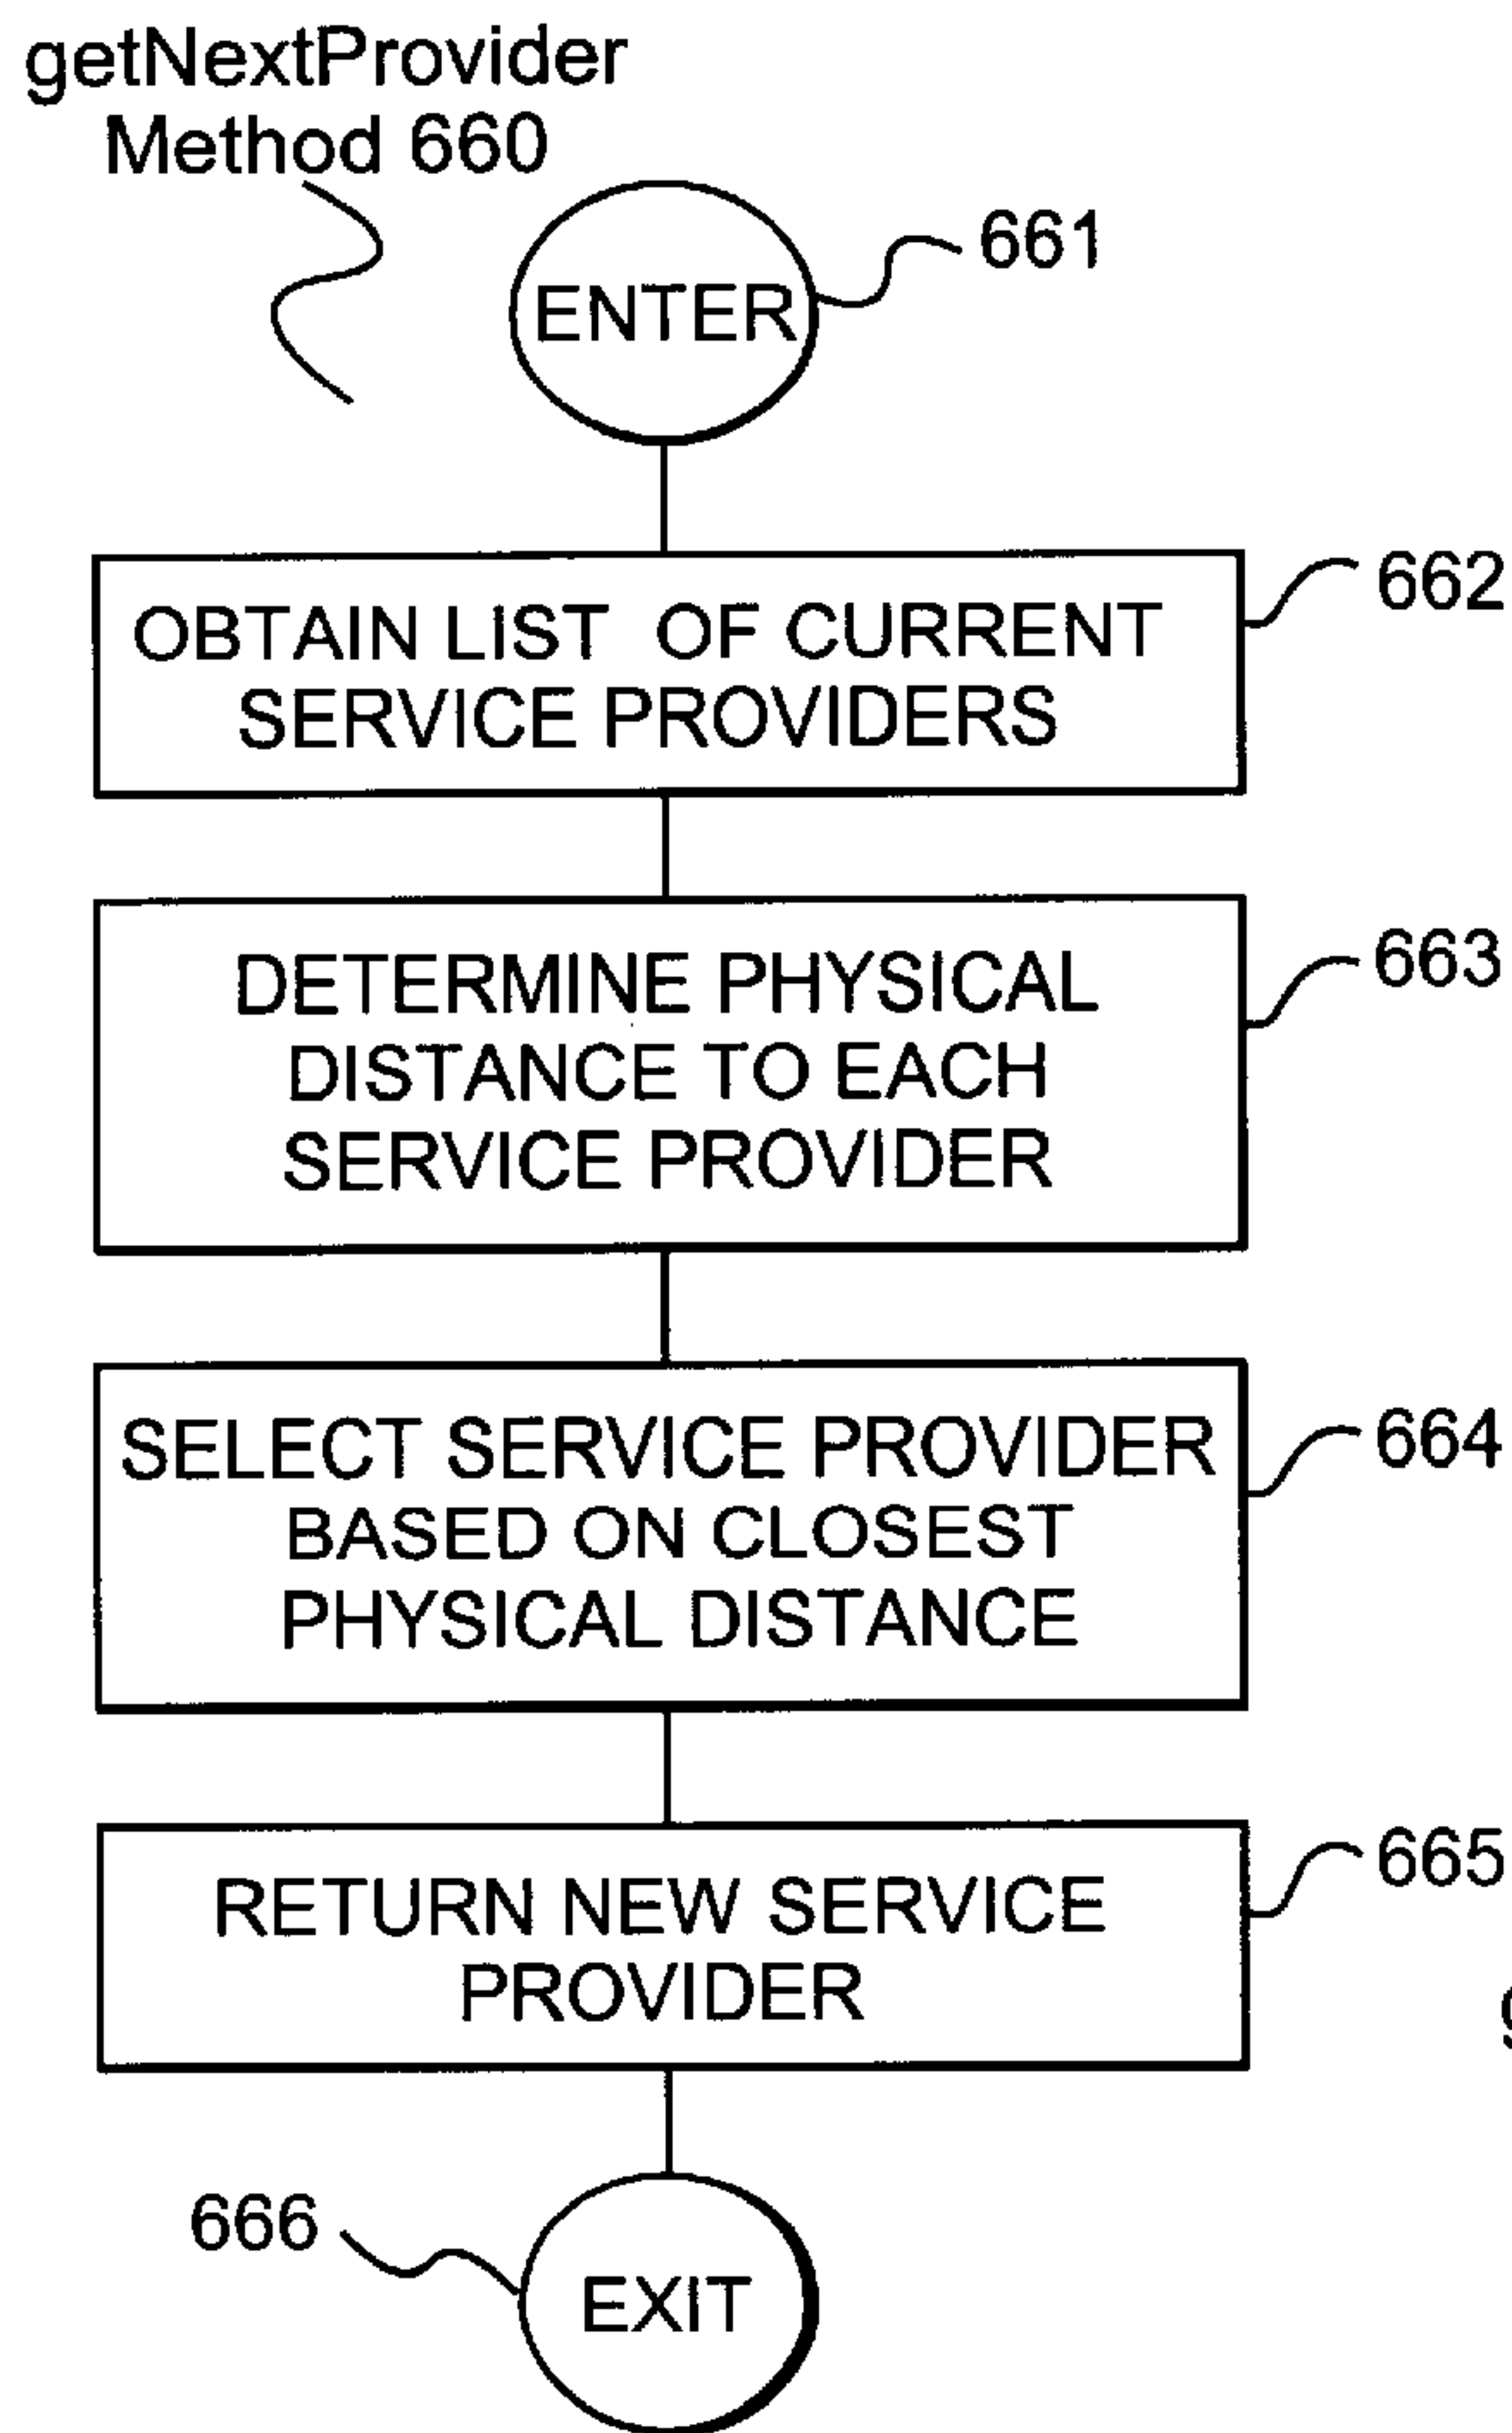 getNextProvider
Method 660
ENTER
661
OBTAIN LIST OF CURRENT
SERVICE PROVIDERS
662
DETERMINE PHYSICAL
DISTANCE TO EACH
SERVICE PROVIDER
663
SELECT SERVICE PROVIDER
BASED ON CLOSEST
PHYSICAL DISTANCE
664
RETURN NEW SERVICE
PROVIDER
665
666
EXIT